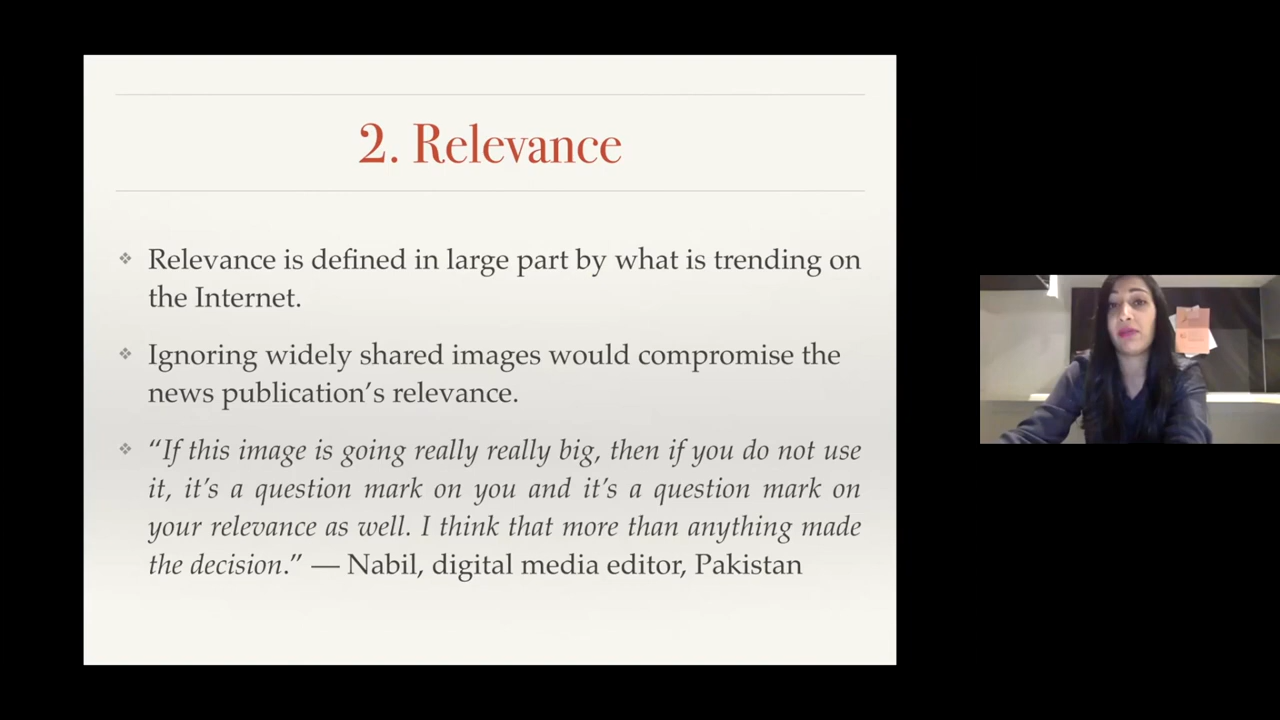 2. Relevance
❖ Relevance is defined in large part by what is trending on
the Internet.
❖ Ignoring widely shared images would compromise the
news publication’s relevance.
❖ “If this image is going really really big, then if you do not use
it, it’s a question mark on you and it’s a question mark on
your relevance as well. I think that more than anything made
the decision.” — Nabil, digital media editor, Pakistan